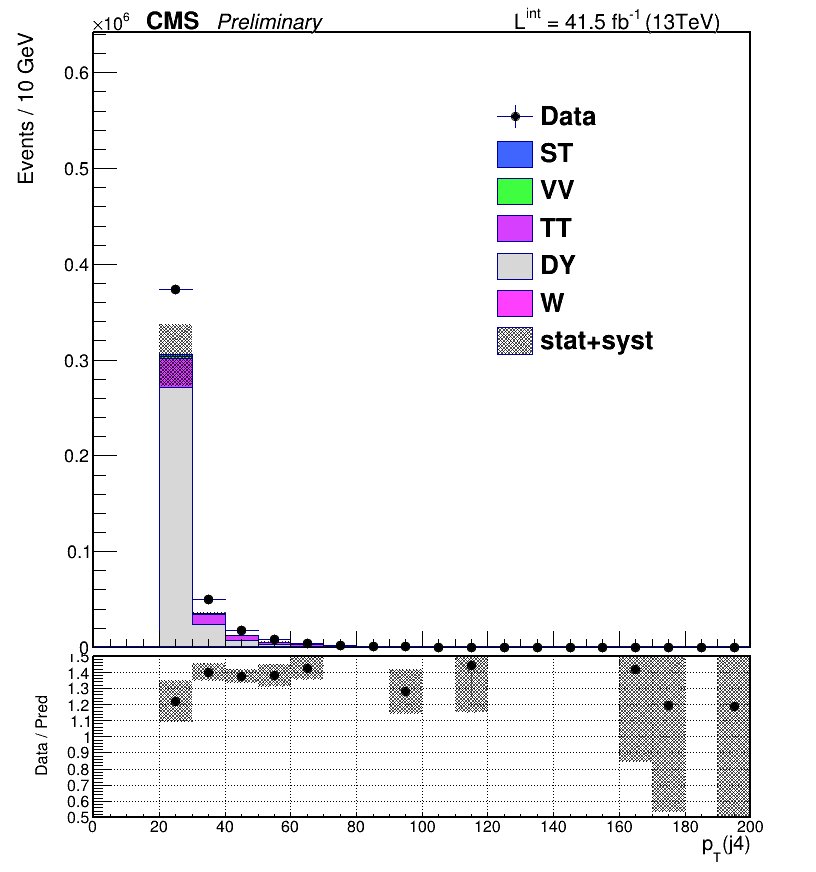 ×10⁶ CMS Preliminary L^int = 41.5 fb⁻¹ (13TeV)
Events / 10 GeV
0.6
0.5
0.4
0.3
0.2
0.1
0
Data
ST
VV
TT
DY
W
stat+syst
Data / Pred
1.5
1.4
1.3
1.2
1.1
1
0.9
0.8
0.7
0.6
0.5
0 20 40 60 80 100 120 140 160 180 200
p_T(j4)